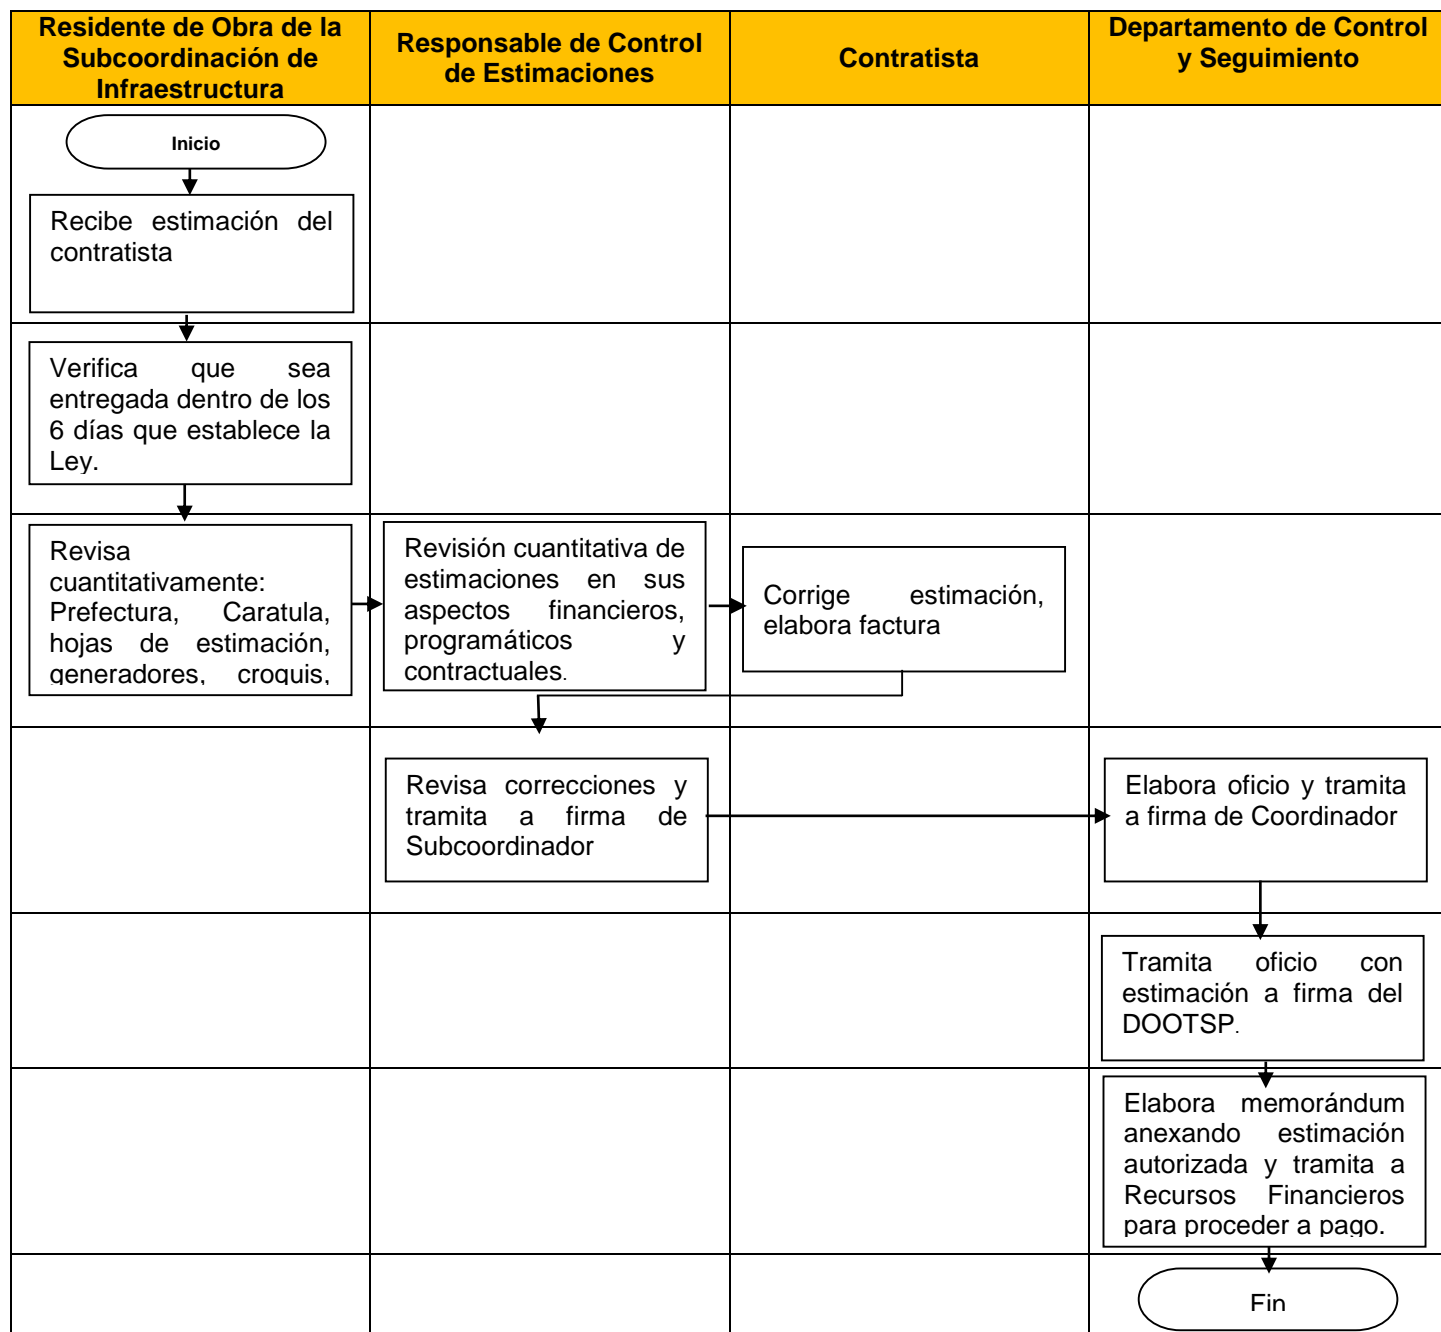 Residente de Obra de la
Subcoordinación de
Infraestructura
Responsable de Control
de Estimaciones
Contratista
Departamento de Control
y Seguimiento
Inicio
Recibe estimación del
contratista
Verifica que sea
entregada dentro de los
6 días que establece la
Ley.
Revisa
cuantitativamente:
Prefectura, Caratula,
hojas de estimación,
generadores, croquis,
Revisión cuantitativa de
estimaciones en sus
aspectos financieros,
programáticos y
contractuales.
Corrige estimación,
elabora factura
Revisa correcciones y
tramita a firma de
Subcoordinador
Elabora oficio y tramita
a firma de Coordinador
Tramita oficio con
estimación a firma del
DOOTSP.
Elabora memorándum
anexando estimación
autorizada y tramita a
Recursos Financieros
para proceder a pago.
Fin